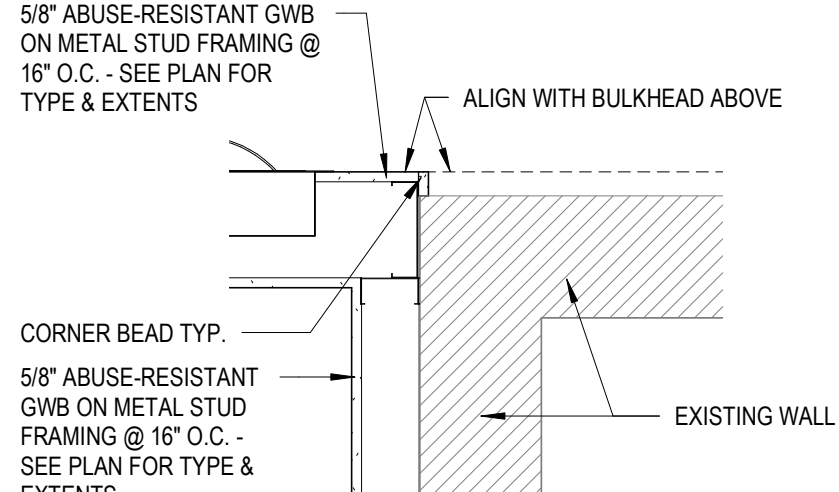 5/8" ABUSE-RESISTANT GWB
ON METAL STUD FRAMING @
16" O.C. - SEE PLAN FOR
TYPE & EXTENTS
ALIGN WITH BULKHEAD ABOVE
CORNER BEAD TYP.
5/8" ABUSE-RESISTANT
GWB ON METAL STUD
FRAMING @ 16" O.C. -
SEE PLAN FOR TYPE &
EXTENTS
EXISTING WALL